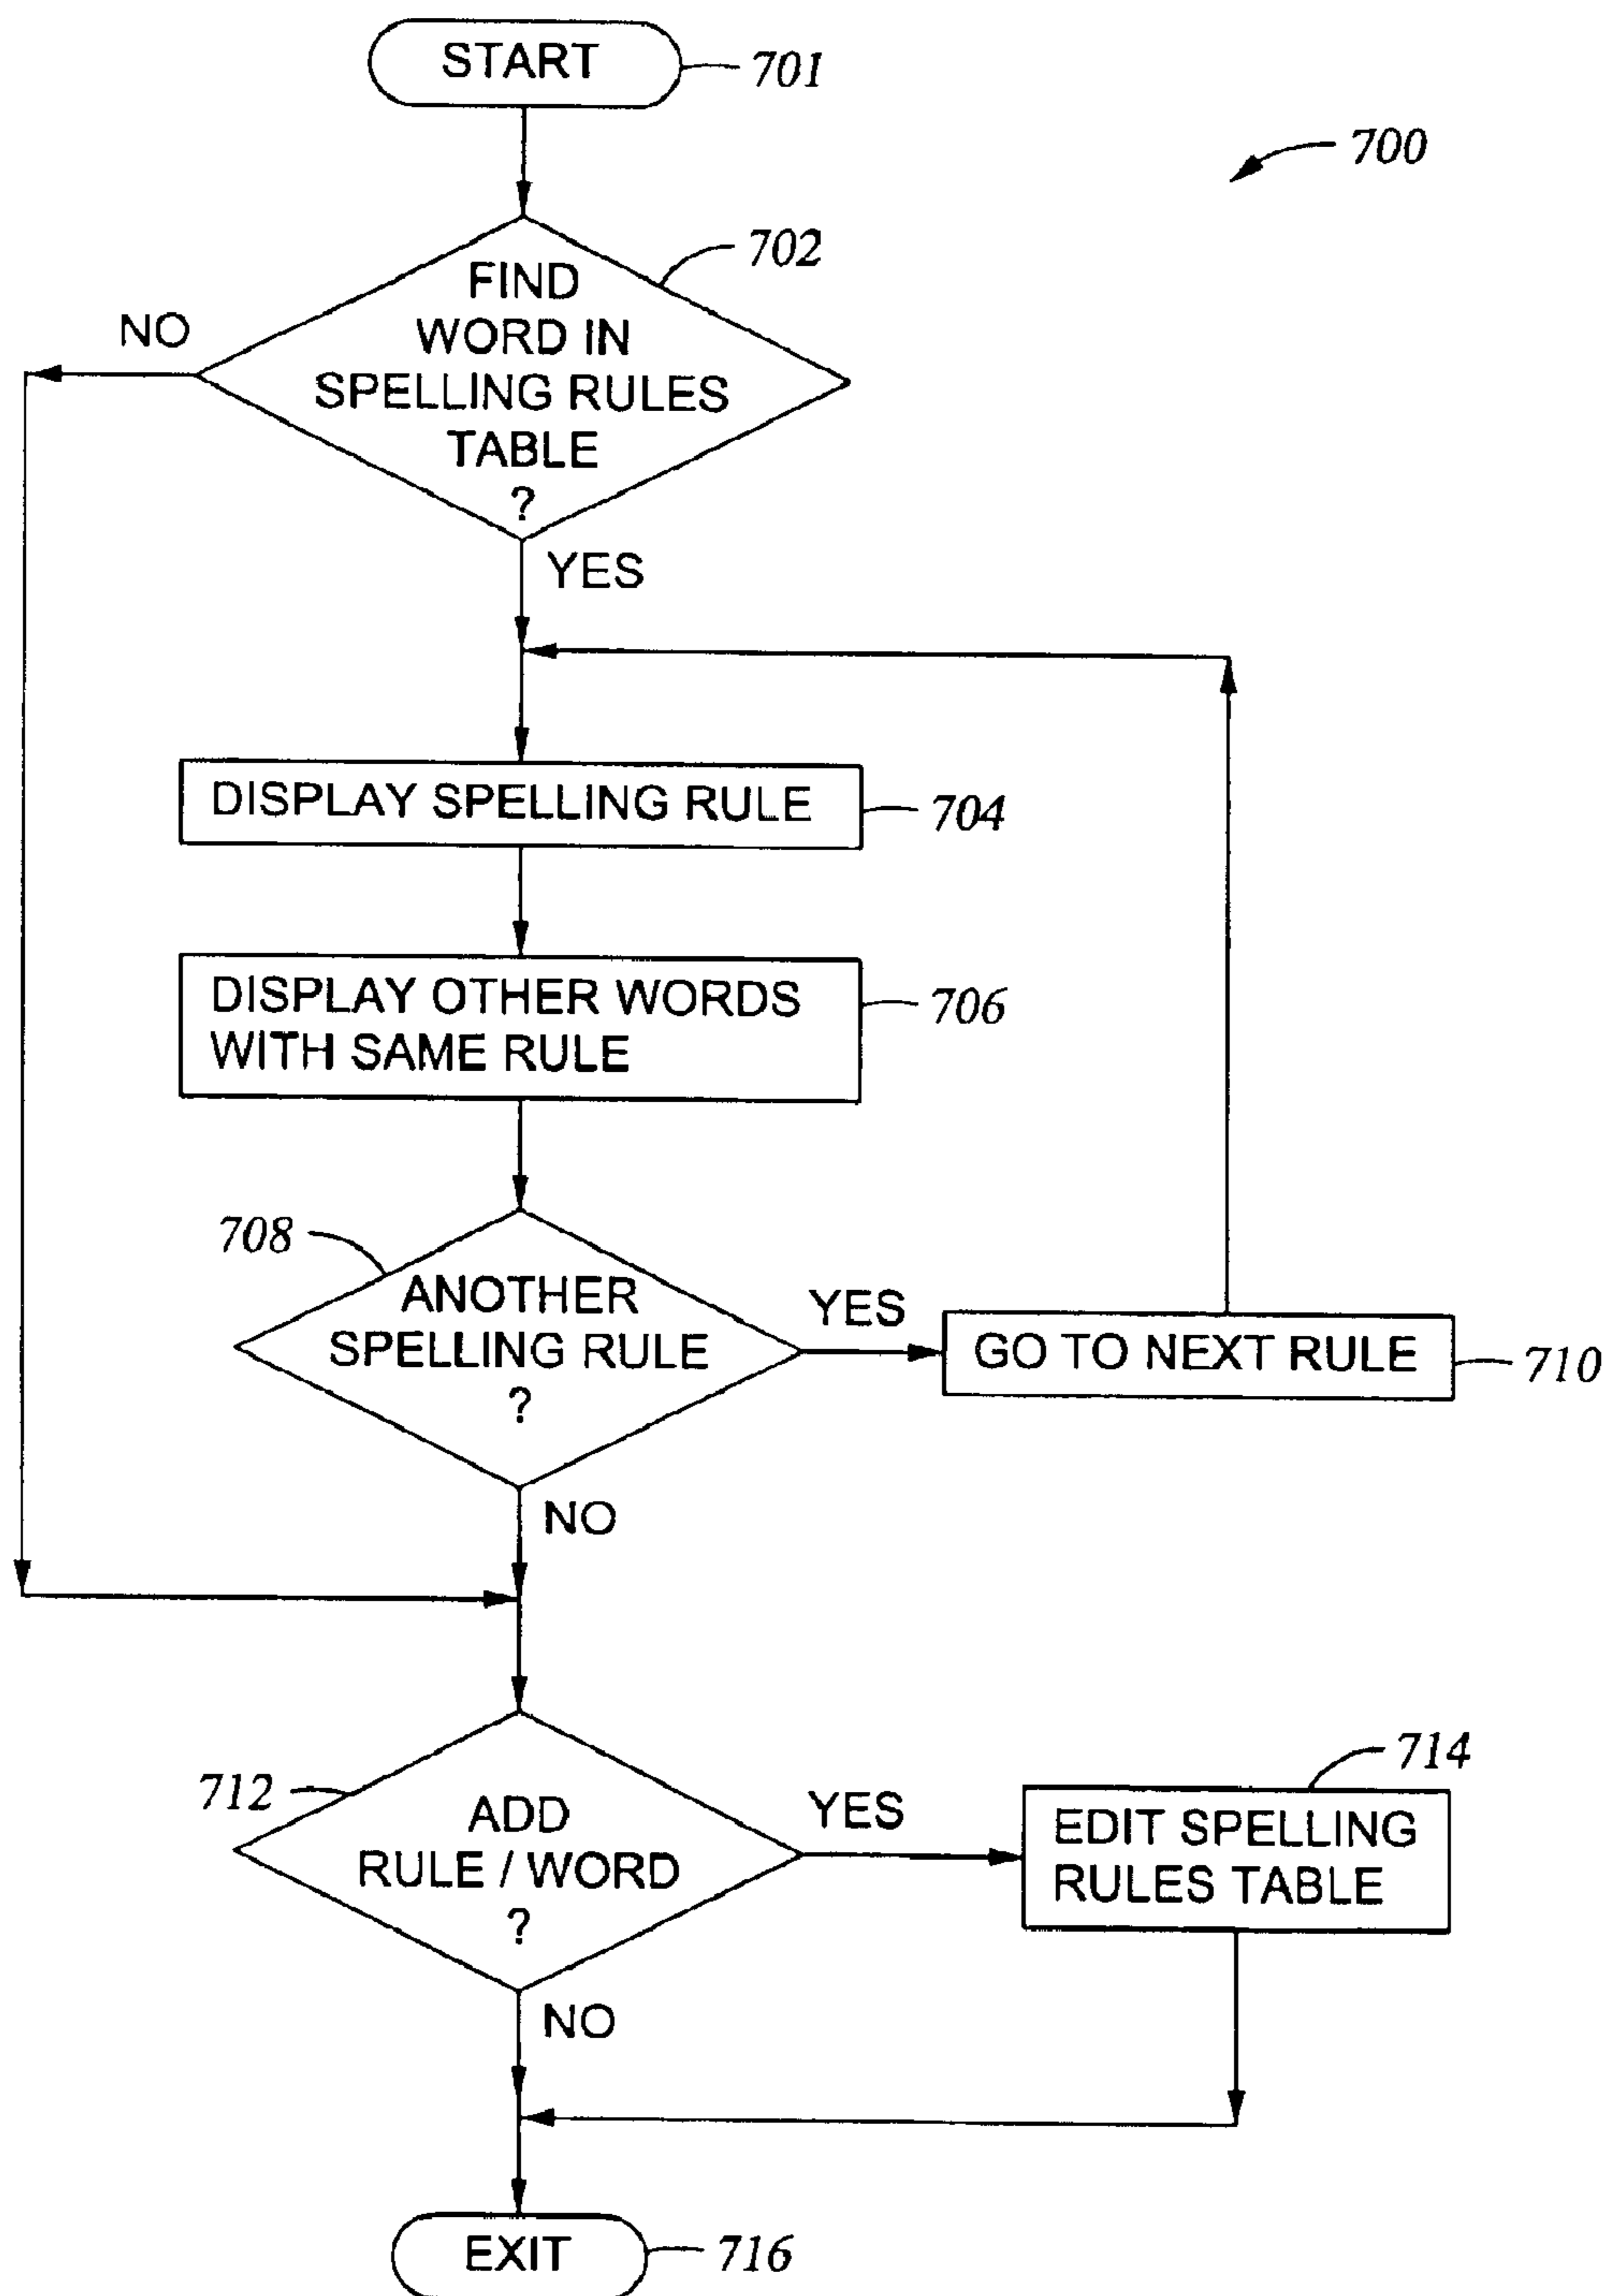 START
701
700
702
FIND
WORD IN
SPELLING RULES
TABLE
?
NO
YES
DISPLAY SPELLING RULE
704
DISPLAY OTHER WORDS
WITH SAME RULE
706
708
ANOTHER
SPELLING RULE
?
YES
GO TO NEXT RULE
710
NO
712
ADD
RULE / WORD
?
YES
714
EDIT SPELLING
RULES TABLE
NO
EXIT
716